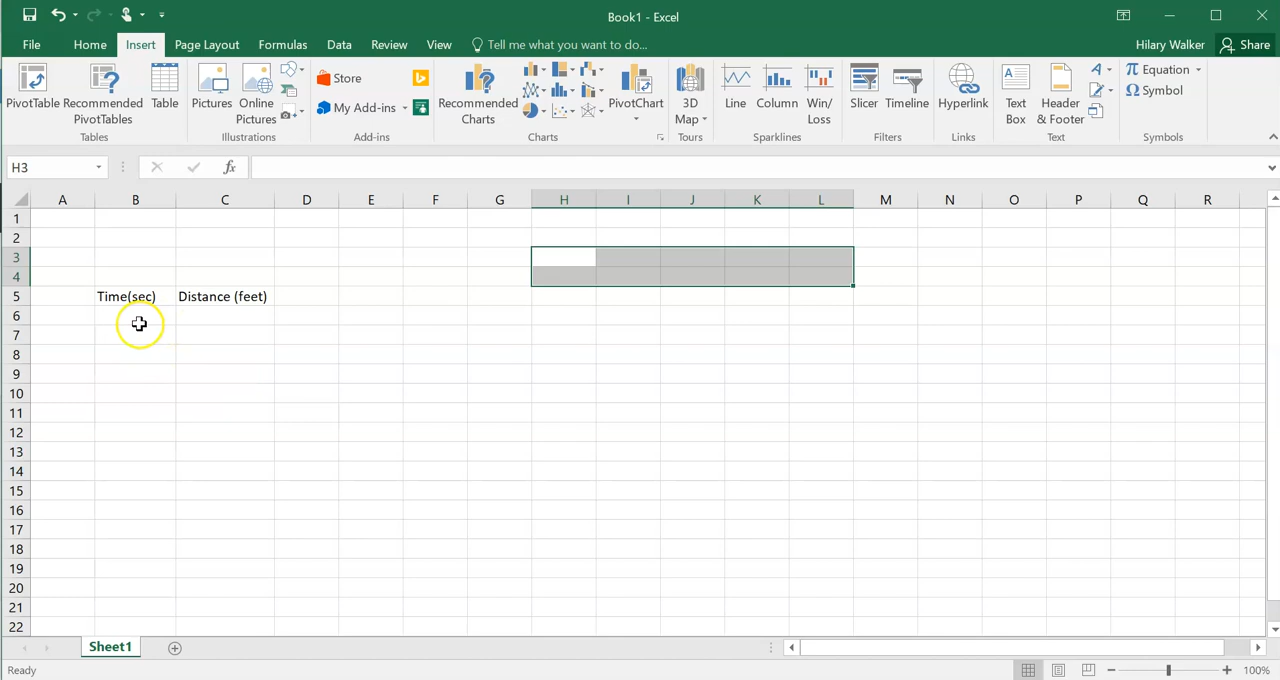 Book1 - Excel
Hilary Walker
Share
File
Home
Insert
Page Layout
Formulas
Data
Review
View
Tell me what you want to do...
PivotTable
Recommended
PivotTables
Table
Pictures
Online
Pictures
Store
My Add-ins
Recommended
Charts
PivotChart
3D
Map
Line
Column
Win/
Loss
Slicer
Timeline
Hyperlink
Text
Box
Header
& Footer
Equation
Symbol
Tables
Illustrations
Add-ins
Charts
Tours
Sparklines
Filters
Links
Text
Symbols
H3
fx
A B C D E F G H I J K L M N O P Q R
1
2
3
4
5 Time(sec) Distance (feet)
6
7
8
9
10
11
12
13
14
15
16
17
18
19
20
21
22
Sheet1
Ready
100%